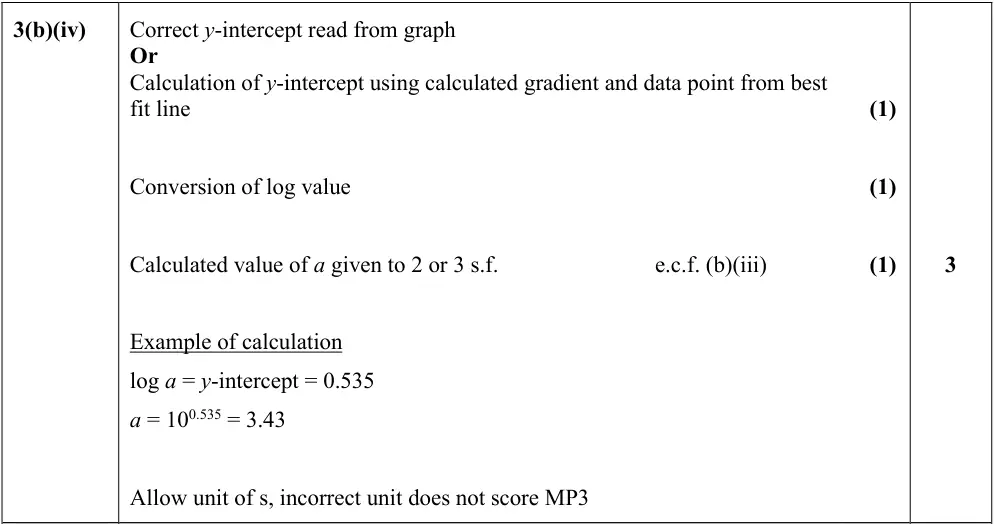 3(b)(iv) Correct y-intercept read from graph
Or
Calculation of y-intercept using calculated gradient and data point from best
fit line (1)
Conversion of log value (1)
Calculated value of a given to 2 or 3 s.f. e.c.f. (b)(iii) (1) 3
Example of calculation
log a = y-intercept = 0.535
a = 10^0.535 = 3.43
Allow unit of s, incorrect unit does not score MP3